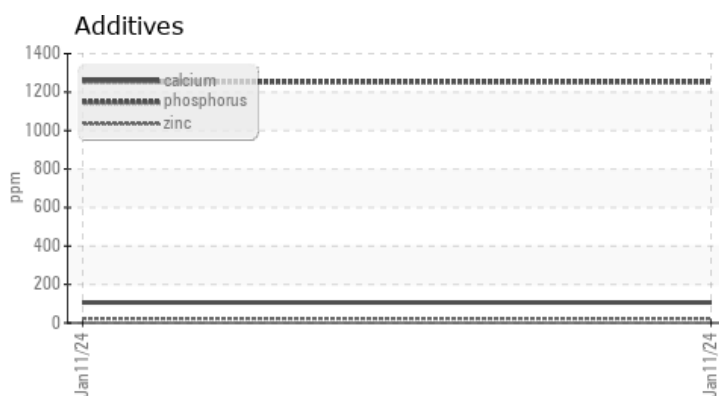 Additives
1400
1200
1000
800
600
400
200
0
ppm
calcium
phosphorus
zinc
Jan11/24
Jan11/24